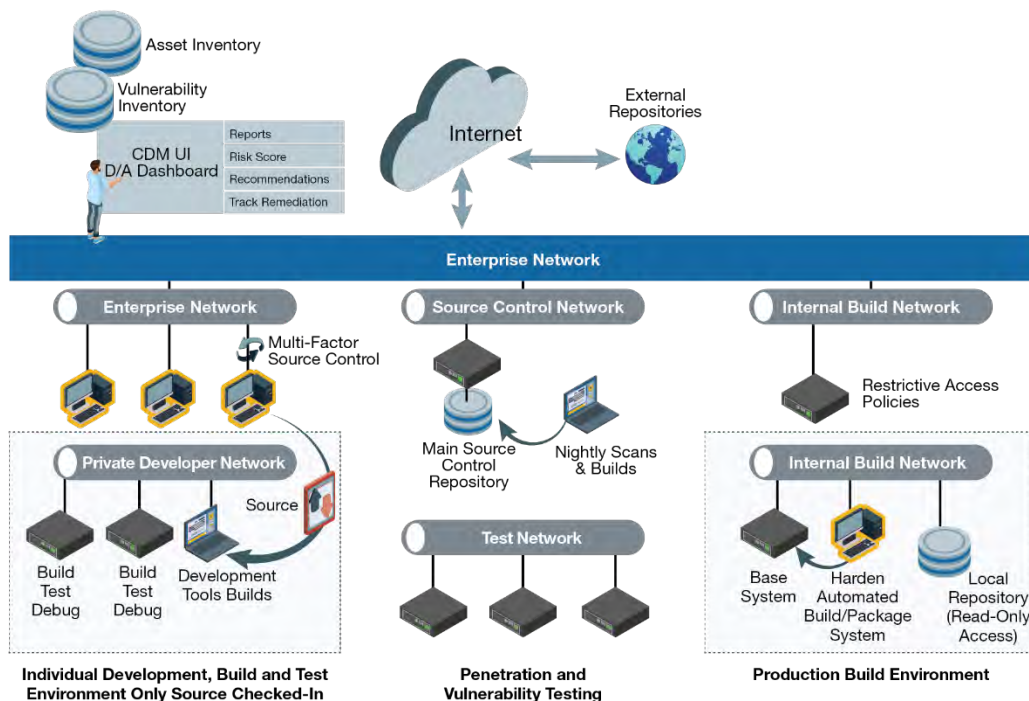 Asset Inventory
Vulnerability
Inventory
CDM UI
D/A Dashboard
Reports
Risk Score
Recommendations
Track Remediation
Internet
External
Repositories
Enterprise Network
Enterprise Network
Multi-Factor
Source Control
Private Developer Network
Source
Build
Test
Debug
Build
Test
Debug
Development
Tools Builds
Individual Development, Build and Test
Environment Only Source Checked-In
Source Control Network
Main Source
Control
Repository
Nightly Scans
& Builds
Test Network
Penetration and
Vulnerability Testing
Internal Build Network
Restrictive Access
Policies
Internal Build Network
Base
System
Harden
Automated
Build/Package
System
Local
Repository
(Read-Only
Access)
Production Build Environment